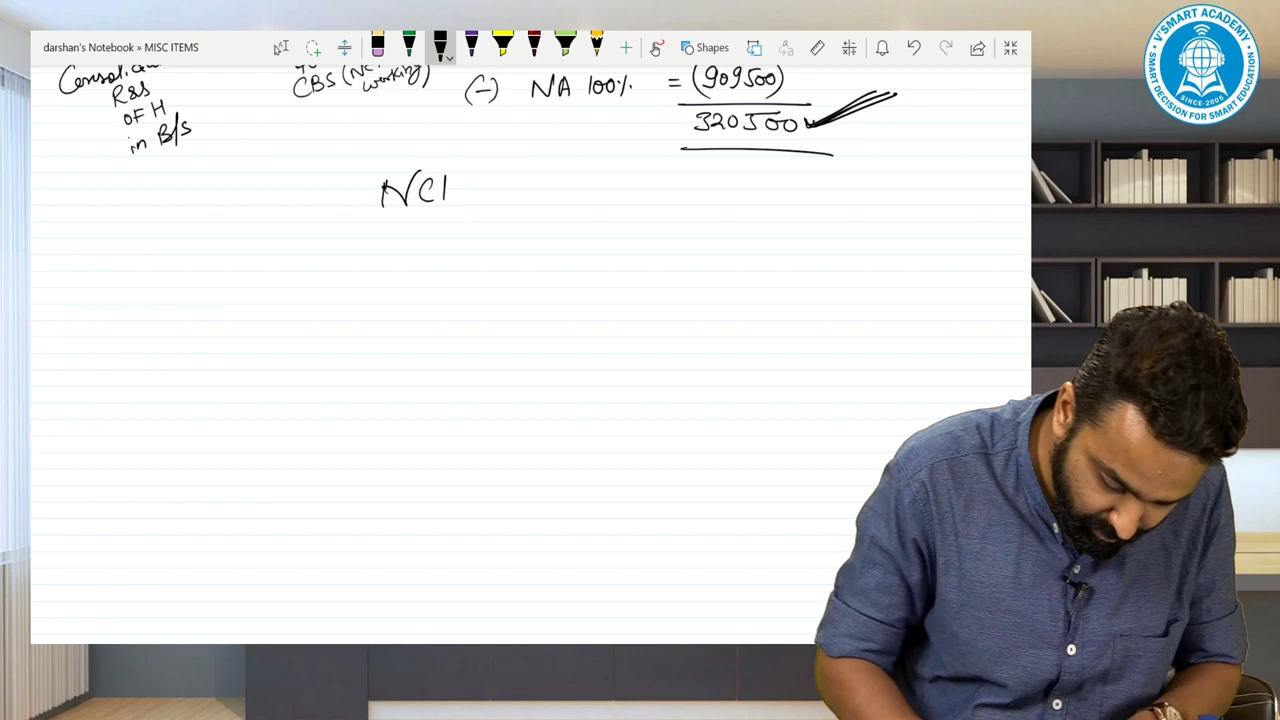 darshan's Notebook » MISC ITEMS
Shapes
CBS (NCI working)
R&S
OF H
in B/s
(-) NA 100% = (909500)
320500
NCI
V'SMART ACADEMY
SMART DECISION FOR SMART EDUCATION
SINCE-2005